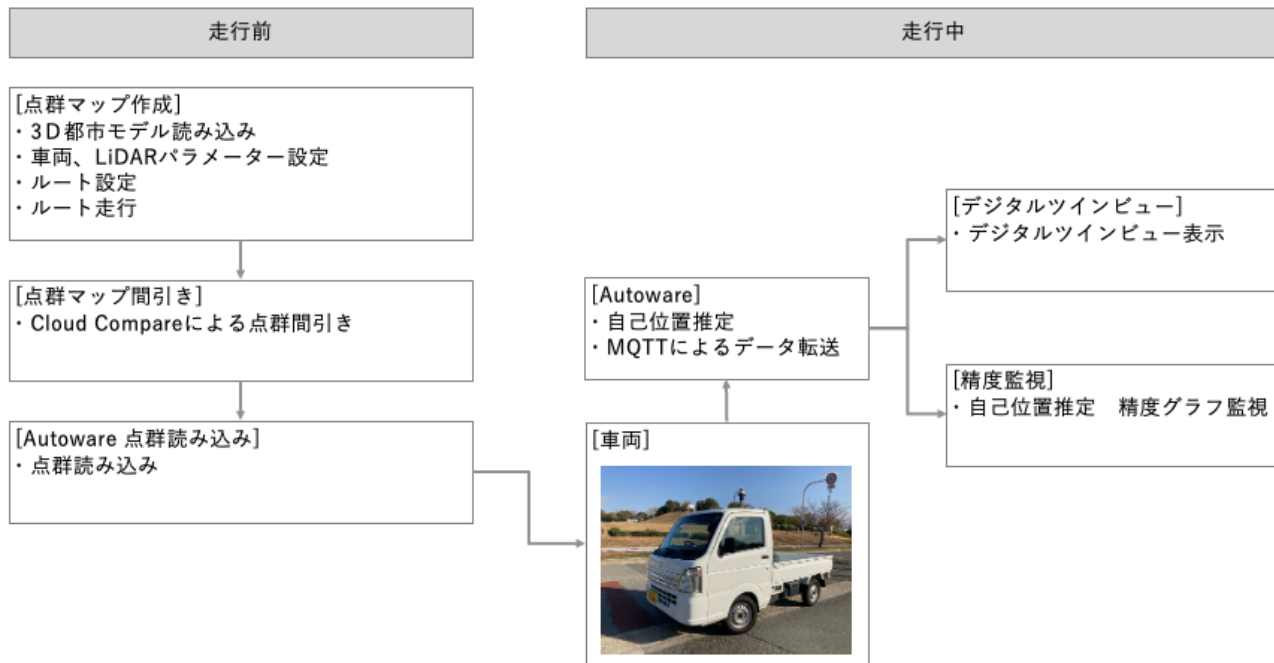 走行前
走行中
[点群マップ作成]
・3D都市モデル読み込み
・車両、LiDARパラメーター設定
・ルート設定
・ルート走行
[点群マップ間引き]
・Cloud Compareによる点群間引き
[Autoware 点群読み込み]
・点群読み込み
[車両]
[Autoware]
・自己位置推定
・MQTTによるデータ転送
[デジタルツインビュー]
・デジタルツインビュー表示
[精度監視]
・自己位置推定　精度グラフ監視